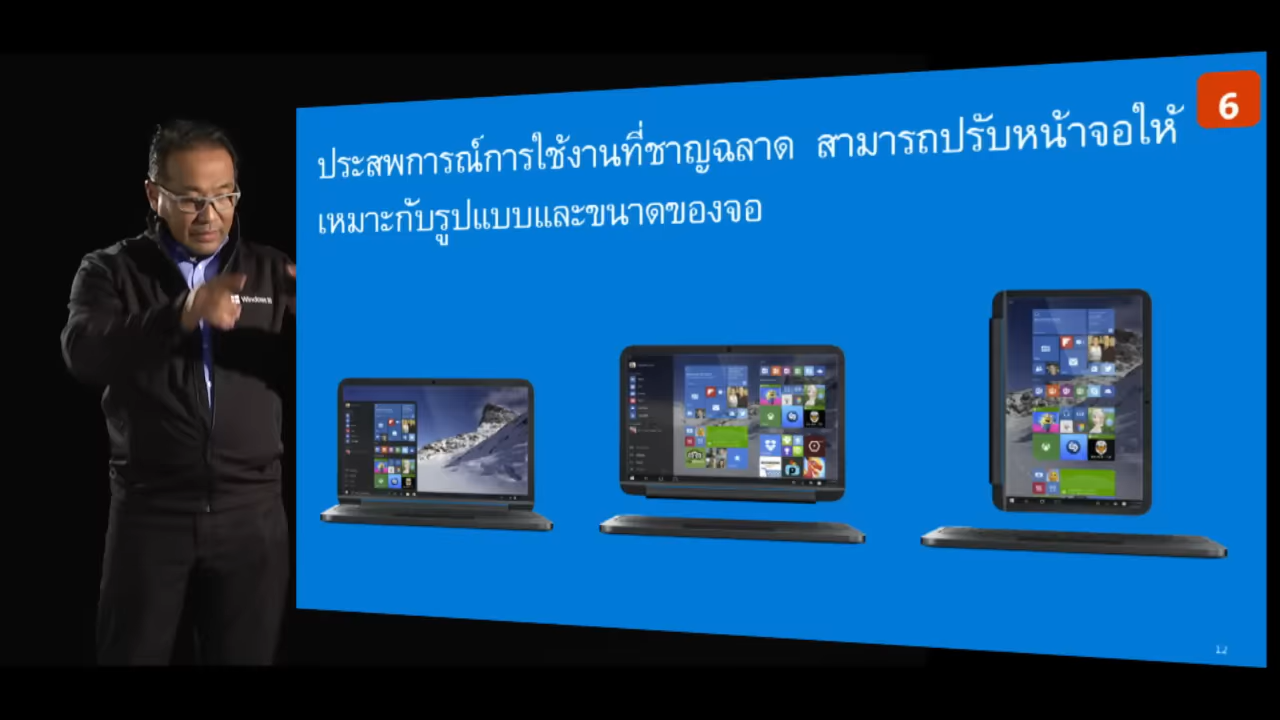 6
ประสพการณ์การใช้งานที่ชาญฉลาด สามารถปรับหน้าจอให้
เหมาะกับรูปแบบและขนาดของจอ
Windows 10
12